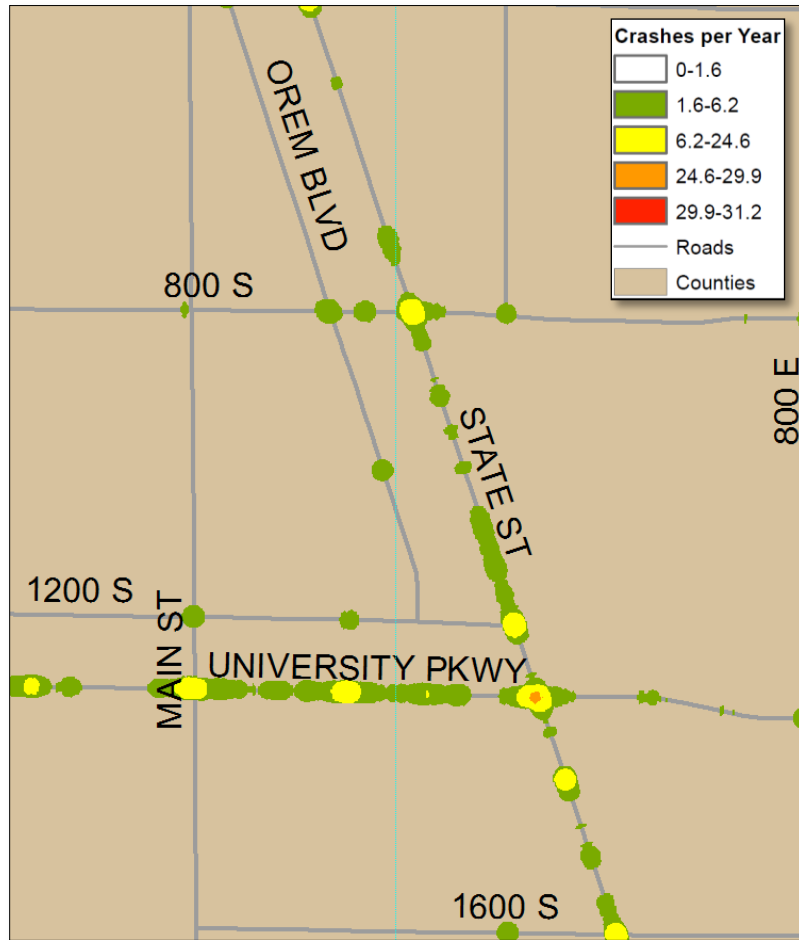 Crashes per Year
0-1.6
1.6-6.2
6.2-24.6
24.6-29.9
29.9-31.2
Roads
Counties
OREM BLVD
800 S
800 E
STATE ST
1200 S
MAIN ST
UNIVERSITY PKWY
1600 S